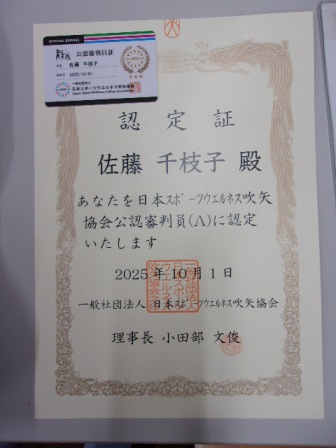 公認審判員証
佐藤 千枝子
認定証
佐藤 千枝子 殿
あなたを日本スポーツウエルネス吹矢
協会公認審判員(A)に認定
いたします
2025年10月1日
一般社団法人 日本スポーツウエルネス吹矢協会
理事長 小田部 文俊